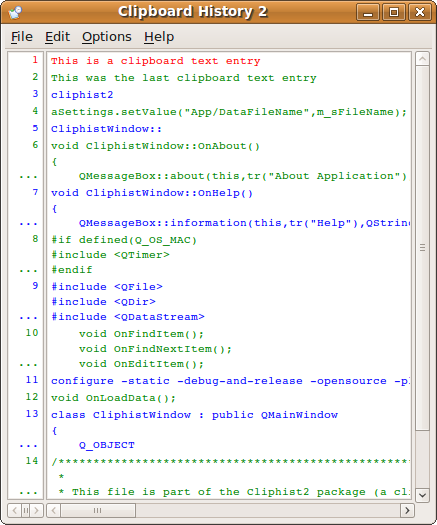 Clipboard History 2
File Edit Options Help
1 This is a clipboard text entry
2 This was the last clipboard text entry
3 cliphist2
4 aSettings.setValue("App/DataFileName",m_sFileName);
5 CliphistWindow::
6 void CliphistWindow::OnAbout()
{
... QMessageBox::about(this,tr("About Application")
7 void CliphistWindow::OnHelp()
{
... QMessageBox::information(this,tr("Help"),QString
8 #if defined(Q_OS_MAC)
#include <QTimer>
... #endif
9 #include <QFile>
#include <QDir>
... #include <QDataStream>
10 void OnFindItem();
void OnFindNextItem();
... void OnEditItem();
11 configure -static -debug-and-release -opensource -pl
12 void OnLoadData();
13 class CliphistWindow : public QMainWindow
{
... Q_OBJECT
14 /***************************************************
*
... * This file is part of the Cliphist2 package (a cli